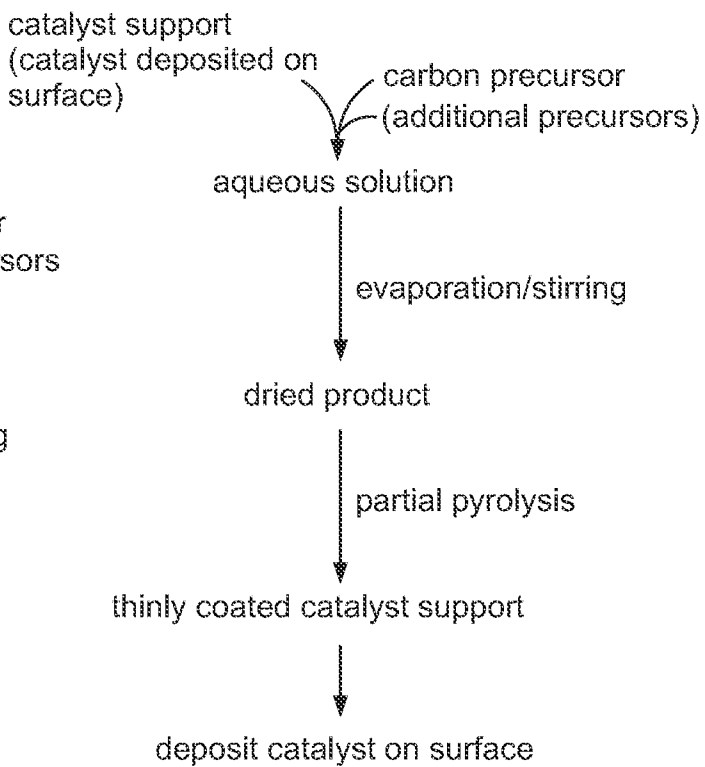 catalyst support
(catalyst deposited on
surface)
carbon precursor
(additional precursors)
aqueous solution
r
sors
evaporation/stirring
dried product
g
partial pyrolysis
thinly coated catalyst support
deposit catalyst on surface